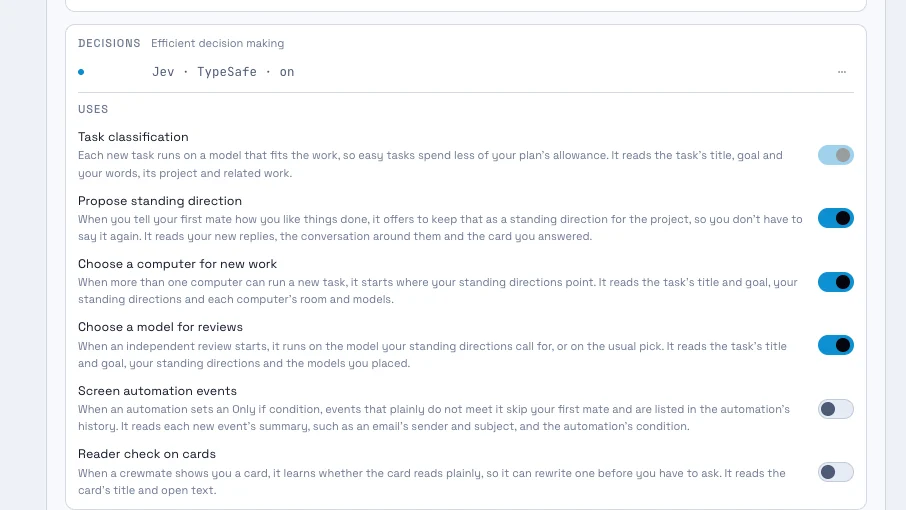 DECISIONS Efficient decision making
Jev · TypeSafe · on
USES
Task classification
Each new task runs on a model that fits the work, so easy tasks spend less of your plan's allowance. It reads the task's title, goal and
your words, its project and related work.
Propose standing direction
When you tell your first mate how you like things done, it offers to keep that as a standing direction for the project, so you don't have to
say it again. It reads your new replies, the conversation around them and the card you answered.
Choose a computer for new work
When more than one computer can run a new task, it starts where your standing directions point. It reads the task's title and goal, your
standing directions and each computer's room and models.
Choose a model for reviews
When an independent review starts, it runs on the model your standing directions call for, or on the usual pick. It reads the task's title
and goal, your standing directions and the models you placed.
Screen automation events
When an automation sets an Only if condition, events that plainly do not meet it skip your first mate and are listed in the automation's
history. It reads each new event's summary, such as an email's sender and subject, and the automation's condition.
Reader check on cards
When a crewmate shows you a card, it learns whether the card reads plainly, so it can rewrite one before you have to ask. It reads the
card's title and open text.